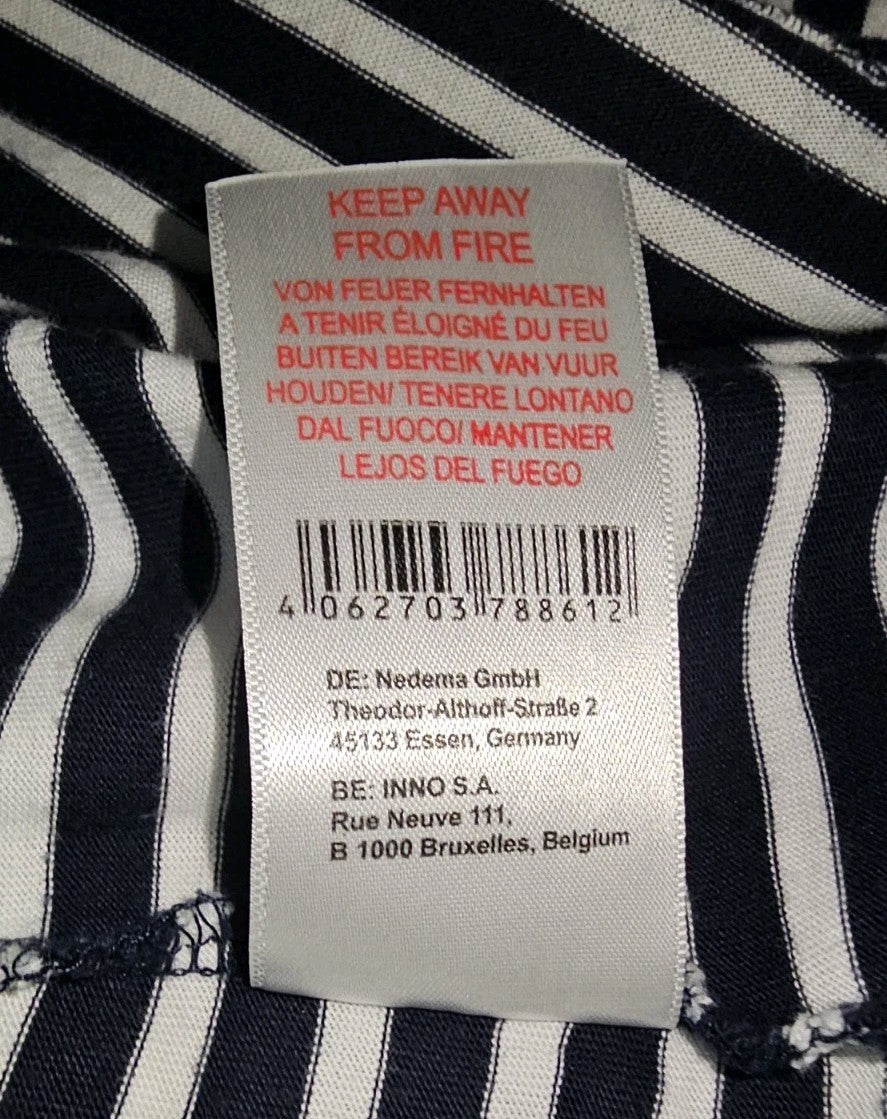 KEEP AWAY
FROM FIRE
VON FEUER FERNHALTEN
A TENIR ÉLOIGNÉ DU FEU
BUITEN BEREIK VAN VUUR
HOUDEN/ TENERE LONTANO
DAL FUOCO/ MANTENER
LEJOS DEL FUEGO
4 062703 788612
DE: Nedema GmbH
Theodor-Althoff-Straße 2
45133 Essen, Germany
BE: INNO S.A.
Rue Neuve 111,
B 1000 Bruxelles, Belgium